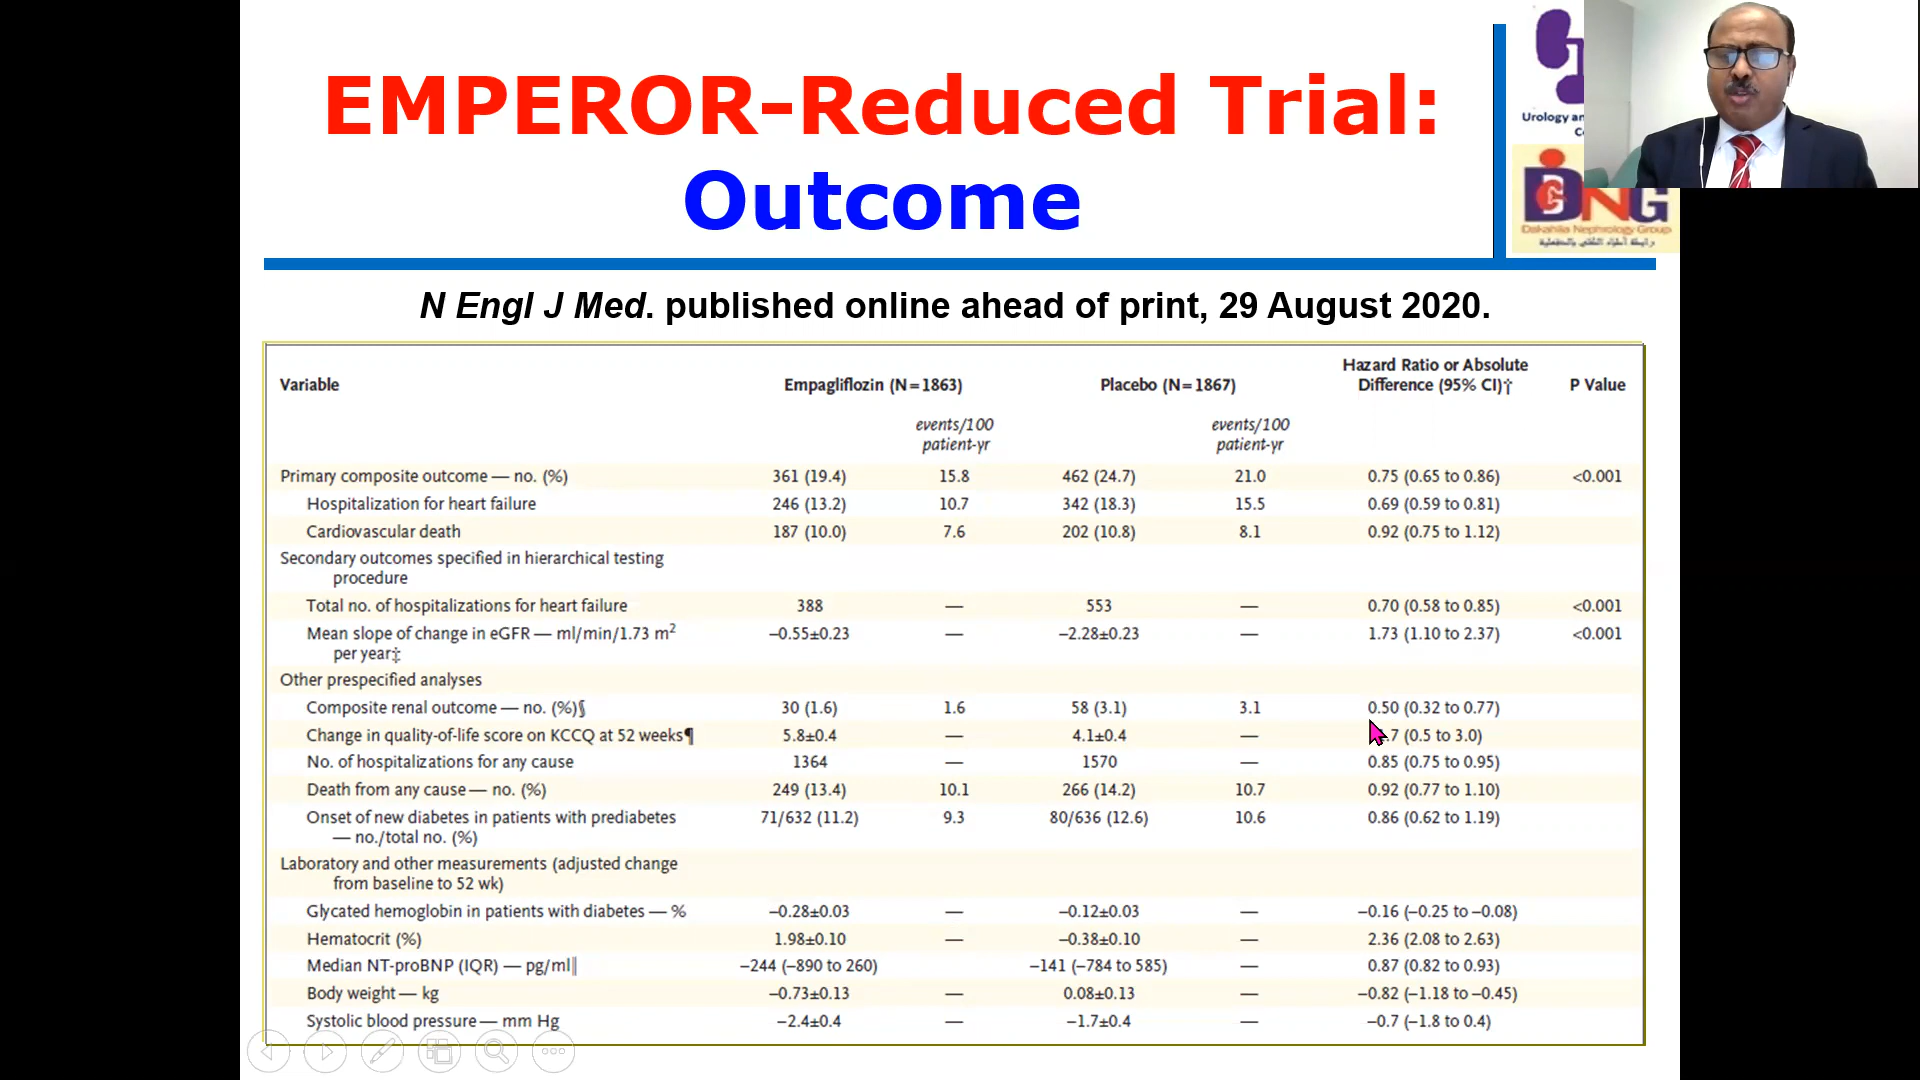 EMPEROR-Reduced Trial:
Outcome
Urology an
C
DNG
Dakahlia Nephrology Group
N Engl J Med. published online ahead of print, 29 August 2020.
Variable Empagliflozin (N=1863) Placebo (N=1867) Hazard Ratio or Absolute Difference (95% CI)† P Value
events/100 patient-yr events/100 patient-yr
Primary composite outcome — no. (%) 361 (19.4) 15.8 462 (24.7) 21.0 0.75 (0.65 to 0.86) <0.001
Hospitalization for heart failure 246 (13.2) 10.7 342 (18.3) 15.5 0.69 (0.59 to 0.81)
Cardiovascular death 187 (10.0) 7.6 202 (10.8) 8.1 0.92 (0.75 to 1.12)
Secondary outcomes specified in hierarchical testing
procedure
Total no. of hospitalizations for heart failure 388 — 553 — 0.70 (0.58 to 0.85) <0.001
Mean slope of change in eGFR — ml/min/1.73 m² –0.55±0.23 — –2.28±0.23 — 1.73 (1.10 to 2.37) <0.001
per year‡
Other prespecified analyses
Composite renal outcome — no. (%)§ 30 (1.6) 1.6 58 (3.1) 3.1 0.50 (0.32 to 0.77)
Change in quality-of-life score on KCCQ at 52 weeks¶ 5.8±0.4 — 4.1±0.4 — .7 (0.5 to 3.0)
No. of hospitalizations for any cause 1364 — 1570 — 0.85 (0.75 to 0.95)
Death from any cause — no. (%) 249 (13.4) 10.1 266 (14.2) 10.7 0.92 (0.77 to 1.10)
Onset of new diabetes in patients with prediabetes 71/632 (11.2) 9.3 80/636 (12.6) 10.6 0.86 (0.62 to 1.19)
— no./total no. (%)
Laboratory and other measurements (adjusted change
from baseline to 52 wk)
Glycated hemoglobin in patients with diabetes — % –0.28±0.03 — –0.12±0.03 — –0.16 (–0.25 to –0.08)
Hematocrit (%) 1.98±0.10 — –0.38±0.10 — 2.36 (2.08 to 2.63)
Median NT-proBNP (IQR) — pg/ml‖ –244 (–890 to 260) –141 (–784 to 585) — 0.87 (0.82 to 0.93)
Body weight — kg –0.73±0.13 — 0.08±0.13 — –0.82 (–1.18 to –0.45)
Systolic blood pressure — mm Hg –2.4±0.4 — –1.7±0.4 — –0.7 (–1.8 to 0.4)